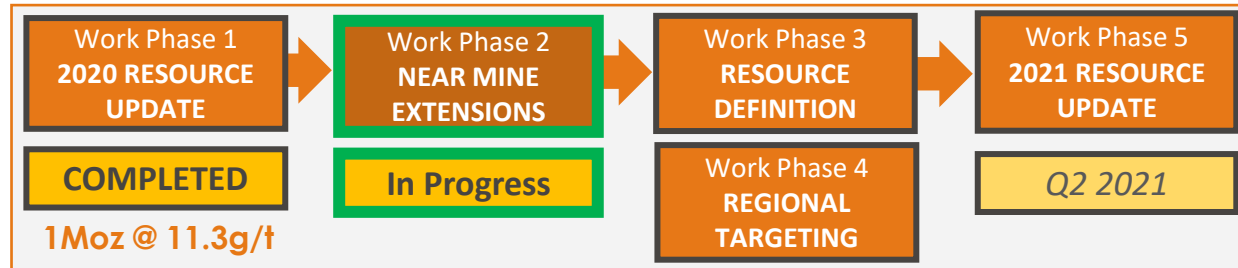 Work Phase 1
2020 RESOURCE
UPDATE
COMPLETED
1Moz @ 11.3g/t
Work Phase 2
NEAR MINE
EXTENSIONS
In Progress
Work Phase 3
RESOURCE
DEFINITION
Work Phase 4
REGIONAL
TARGETING
Work Phase 5
2021 RESOURCE
UPDATE
Q2 2021